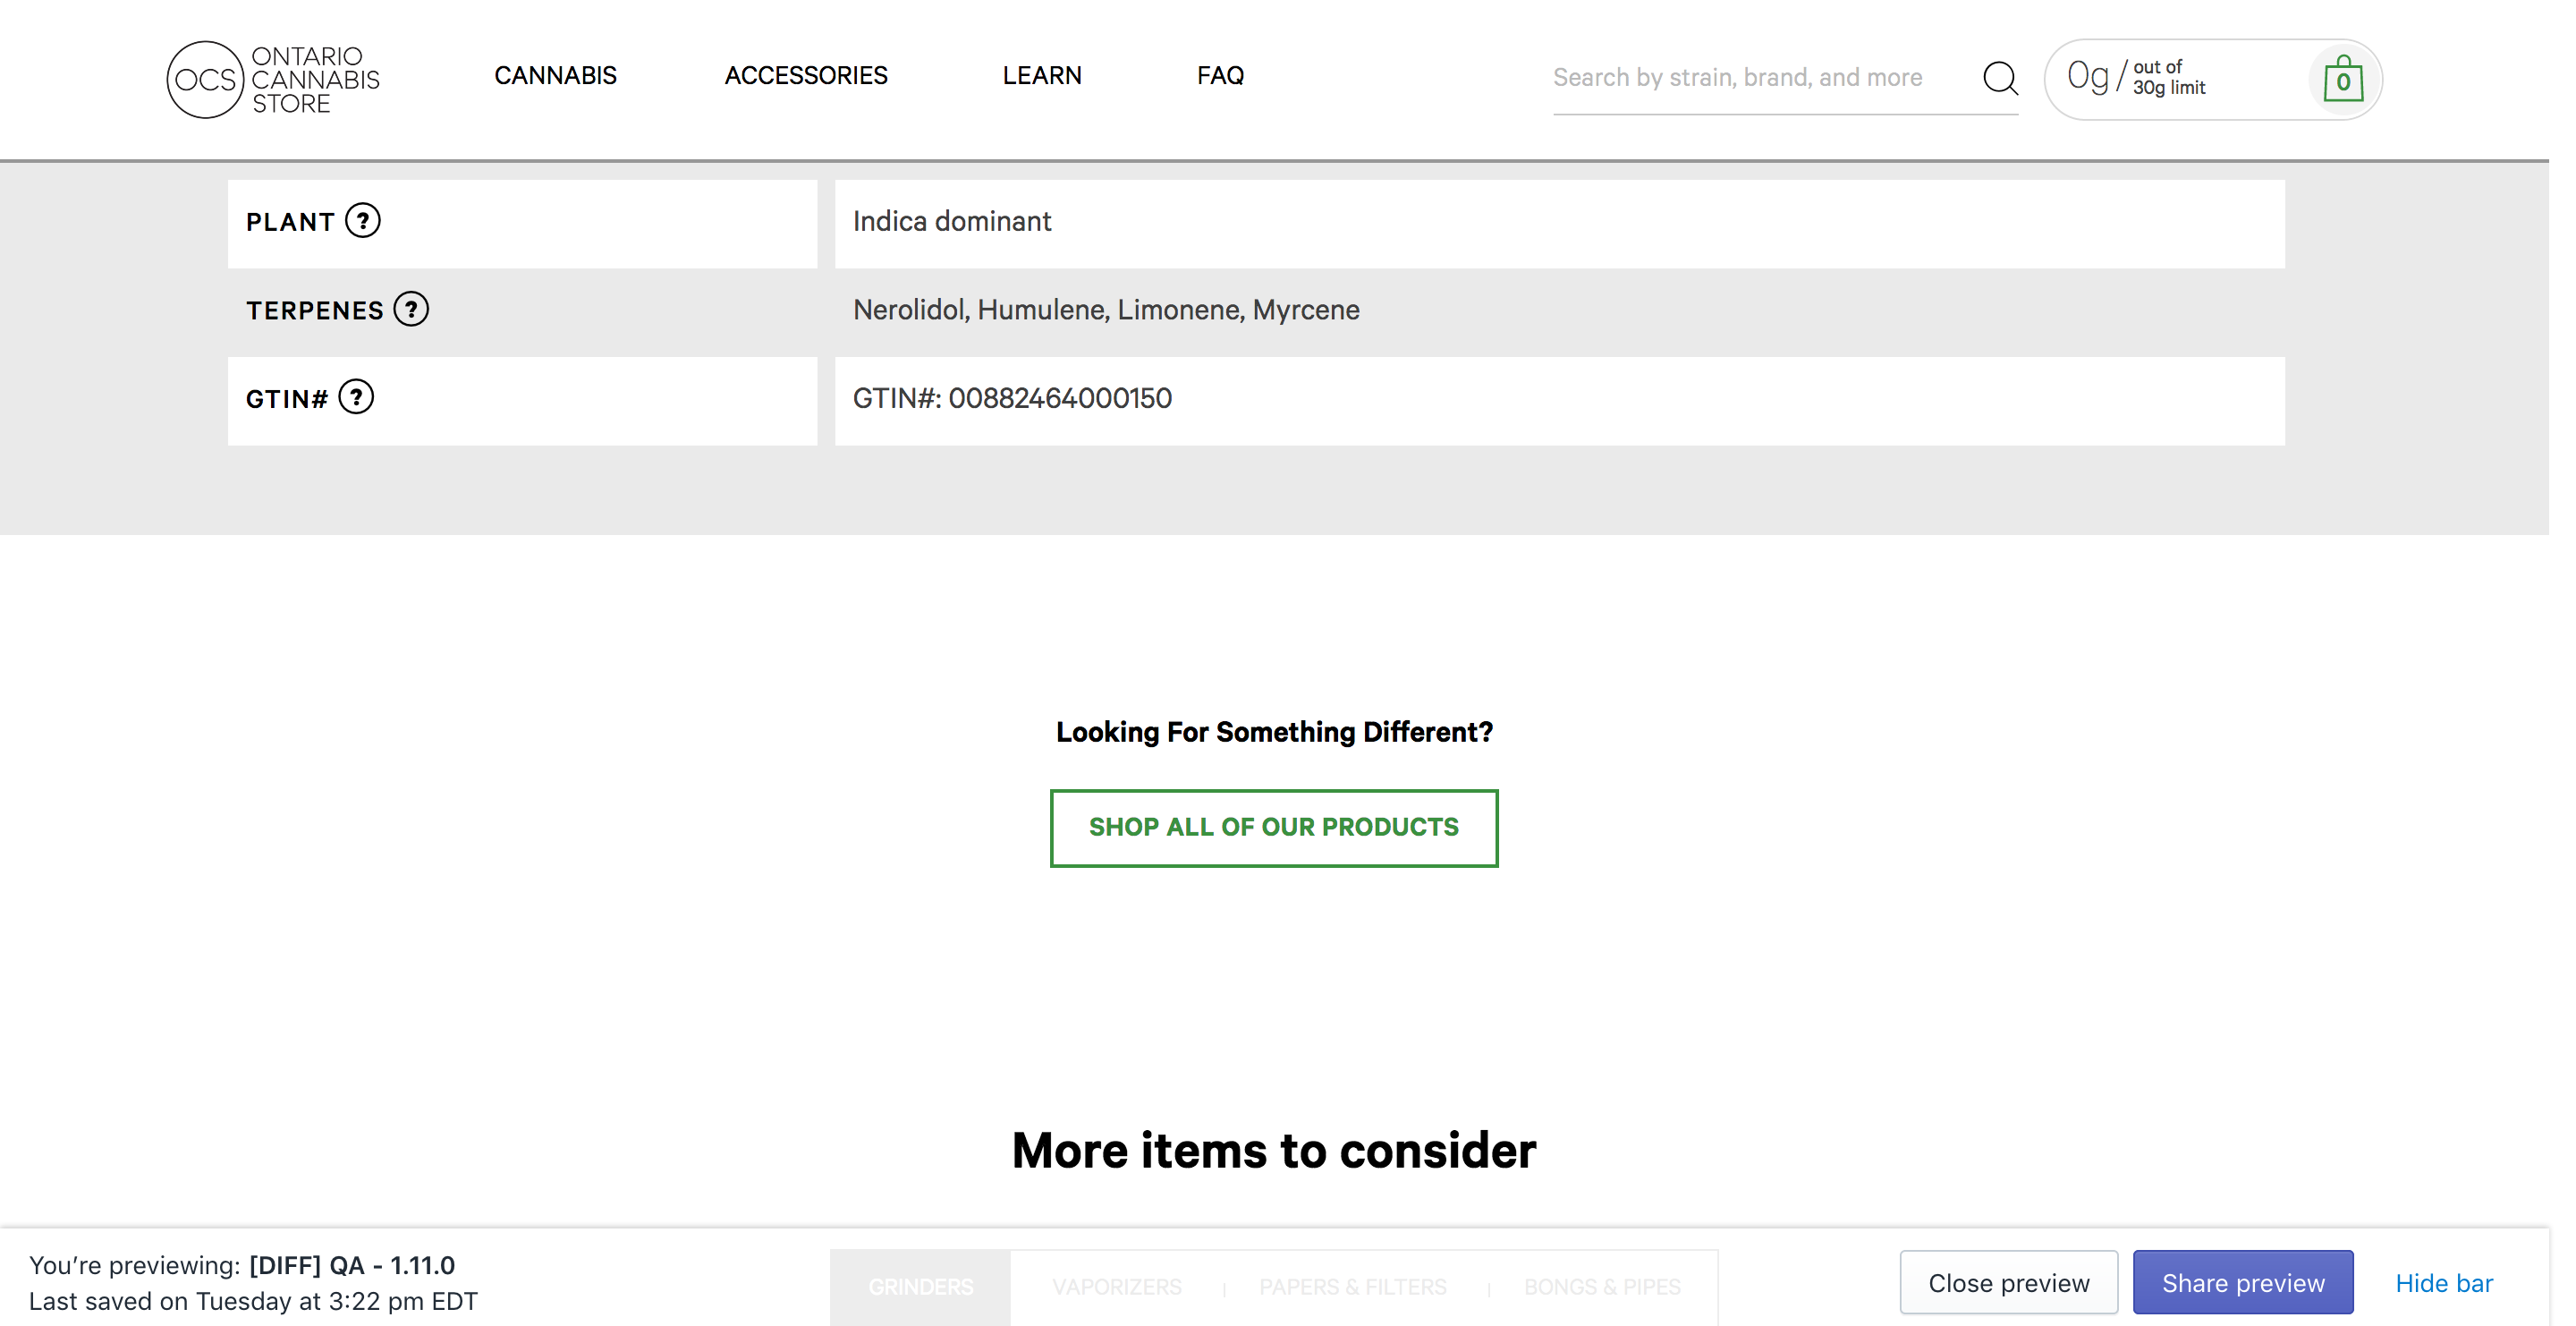 OCS
ONTARIO
CANNABIS
STORE
CANNABIS
ACCESSORIES
LEARN
FAQ
Search by strain, brand, and more
0g / out of
30g limit
0
PLANT ?
Indica dominant
TERPENES ?
Nerolidol, Humulene, Limonene, Myrcene
GTIN# ?
GTIN#: 00882464000150
Looking For Something Different?
SHOP ALL OF OUR PRODUCTS
More items to consider
You're previewing: [DIFF] QA - 1.11.0
Last saved on Tuesday at 3:22 pm EDT
GRINDERS
VAPORIZERS
|
PAPERS & FILTERS
|
BONGS & PIPES
Close preview
Share preview
Hide bar